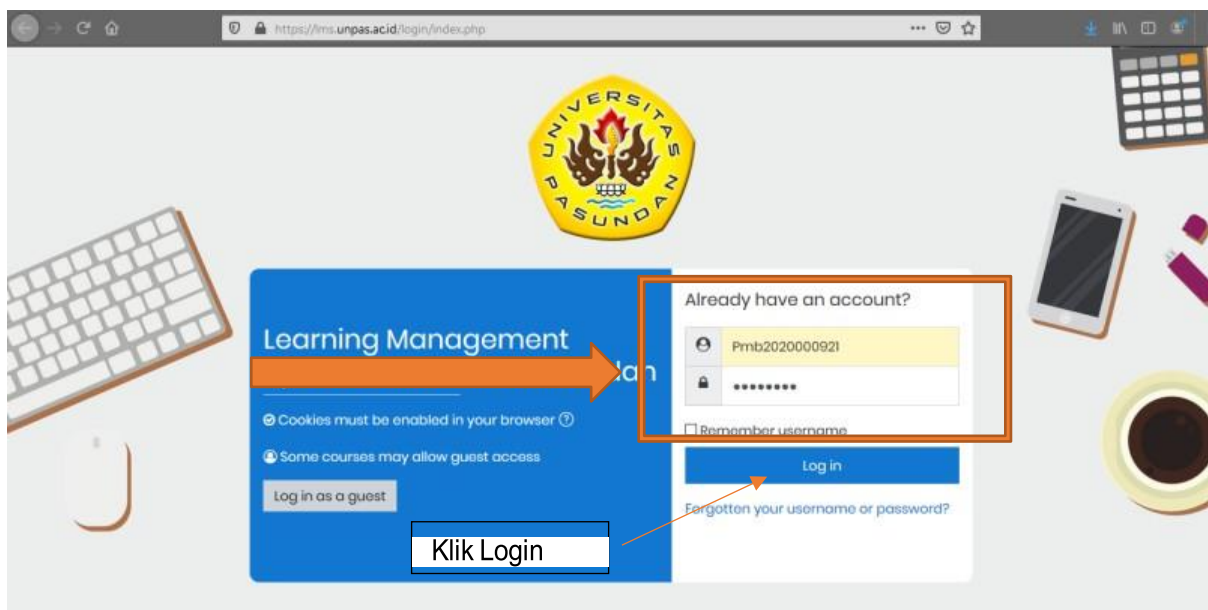 https://lms.unpas.ac.id/login/index.php
UNIVERSITAS
PASUNDAN
Learning Management
dan
Cookies must be enabled in your browser
Some courses may allow guest access
Log in as a guest
Already have an account?
Pmb2020000921
Remember username
Log in
Forgotten your username or password?
Klik Login